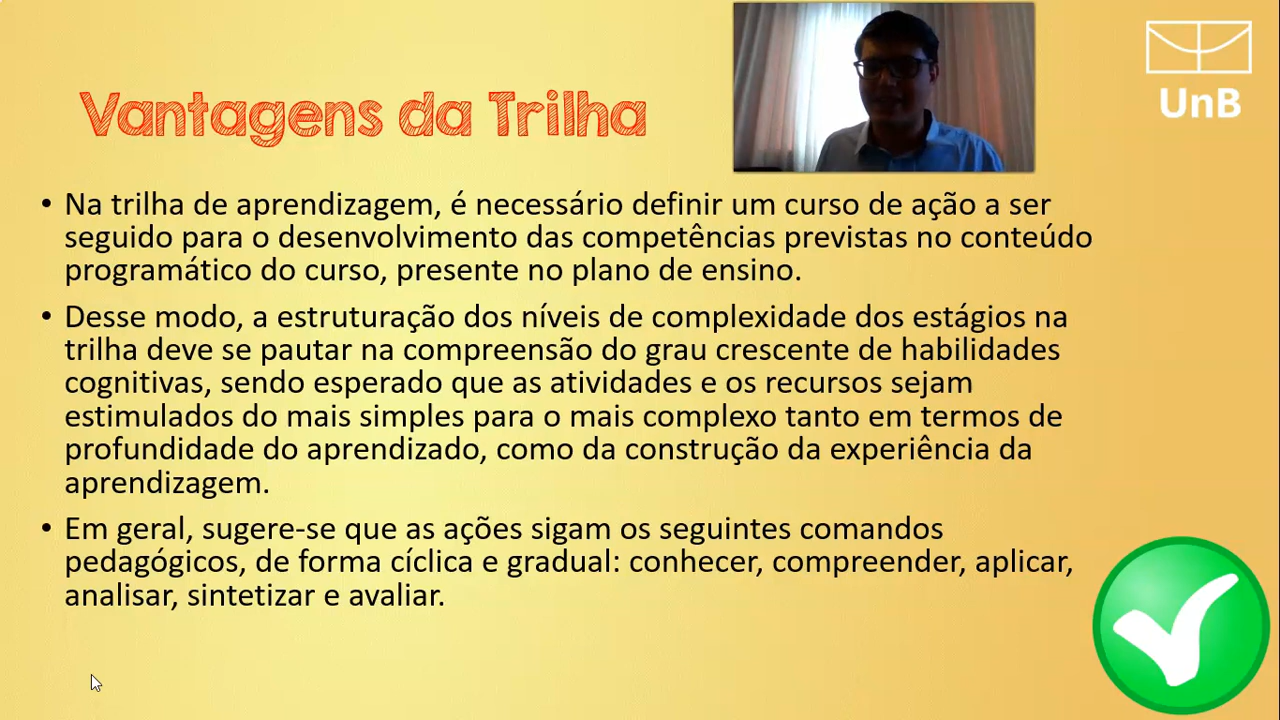 Vantagens da Trilha
UnB
• Na trilha de aprendizagem, é necessário definir um curso de ação a ser
seguido para o desenvolvimento das competências previstas no conteúdo
programático do curso, presente no plano de ensino.
• Desse modo, a estruturação dos níveis de complexidade dos estágios na
trilha deve se pautar na compreensão do grau crescente de habilidades
cognitivas, sendo esperado que as atividades e os recursos sejam
estimulados do mais simples para o mais complexo tanto em termos de
profundidade do aprendizado, como da construção da experiência da
aprendizagem.
• Em geral, sugere-se que as ações sigam os seguintes comandos
pedagógicos, de forma cíclica e gradual: conhecer, compreender, aplicar,
analisar, sintetizar e avaliar.